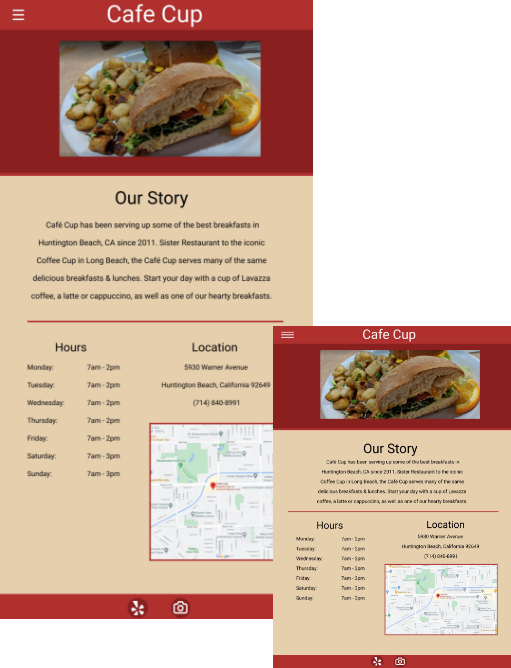 Cafe Cup
Our Story
Café Cup has been serving up some of the best breakfasts in
Huntington Beach, CA since 2011. Sister Restaurant to the iconic
Coffee Cup in Long Beach, the Café Cup serves many of the same
delicious breakfasts & lunches. Start your day with a cup of Lavazza
coffee, a latte or cappuccino, as well as one of our hearty breakfasts.
Hours
Monday: 7am - 2pm
Tuesday: 7am - 2pm
Wednesday: 7am - 2pm
Thursday: 7am - 2pm
Friday: 7am - 2pm
Saturday: 7am - 3pm
Sunday: 7am - 3pm
Location
5930 Warner Avenue
Huntington Beach, California 92649
(714) 840-8991
Cafe Cup
Our Story
Café Cup has been serving up some of the best breakfasts in
Huntington Beach, CA since 2011. Sister Restaurant to the iconic
Coffee Cup in Long Beach, the Café Cup serves many of the same
delicious breakfasts & lunches. Start your day with a cup of Lavazza
coffee, a latte or cappuccino, as well as one of our hearty breakfasts.
Hours
Monday: 7am - 2pm
Tuesday: 7am - 2pm
Wednesday: 7am - 2pm
Thursday: 7am - 2pm
Friday: 7am - 2pm
Saturday: 7am - 3pm
Sunday: 7am - 3pm
Location
5930 Warner Avenue
Huntington Beach, California 92649
(714) 840-8991